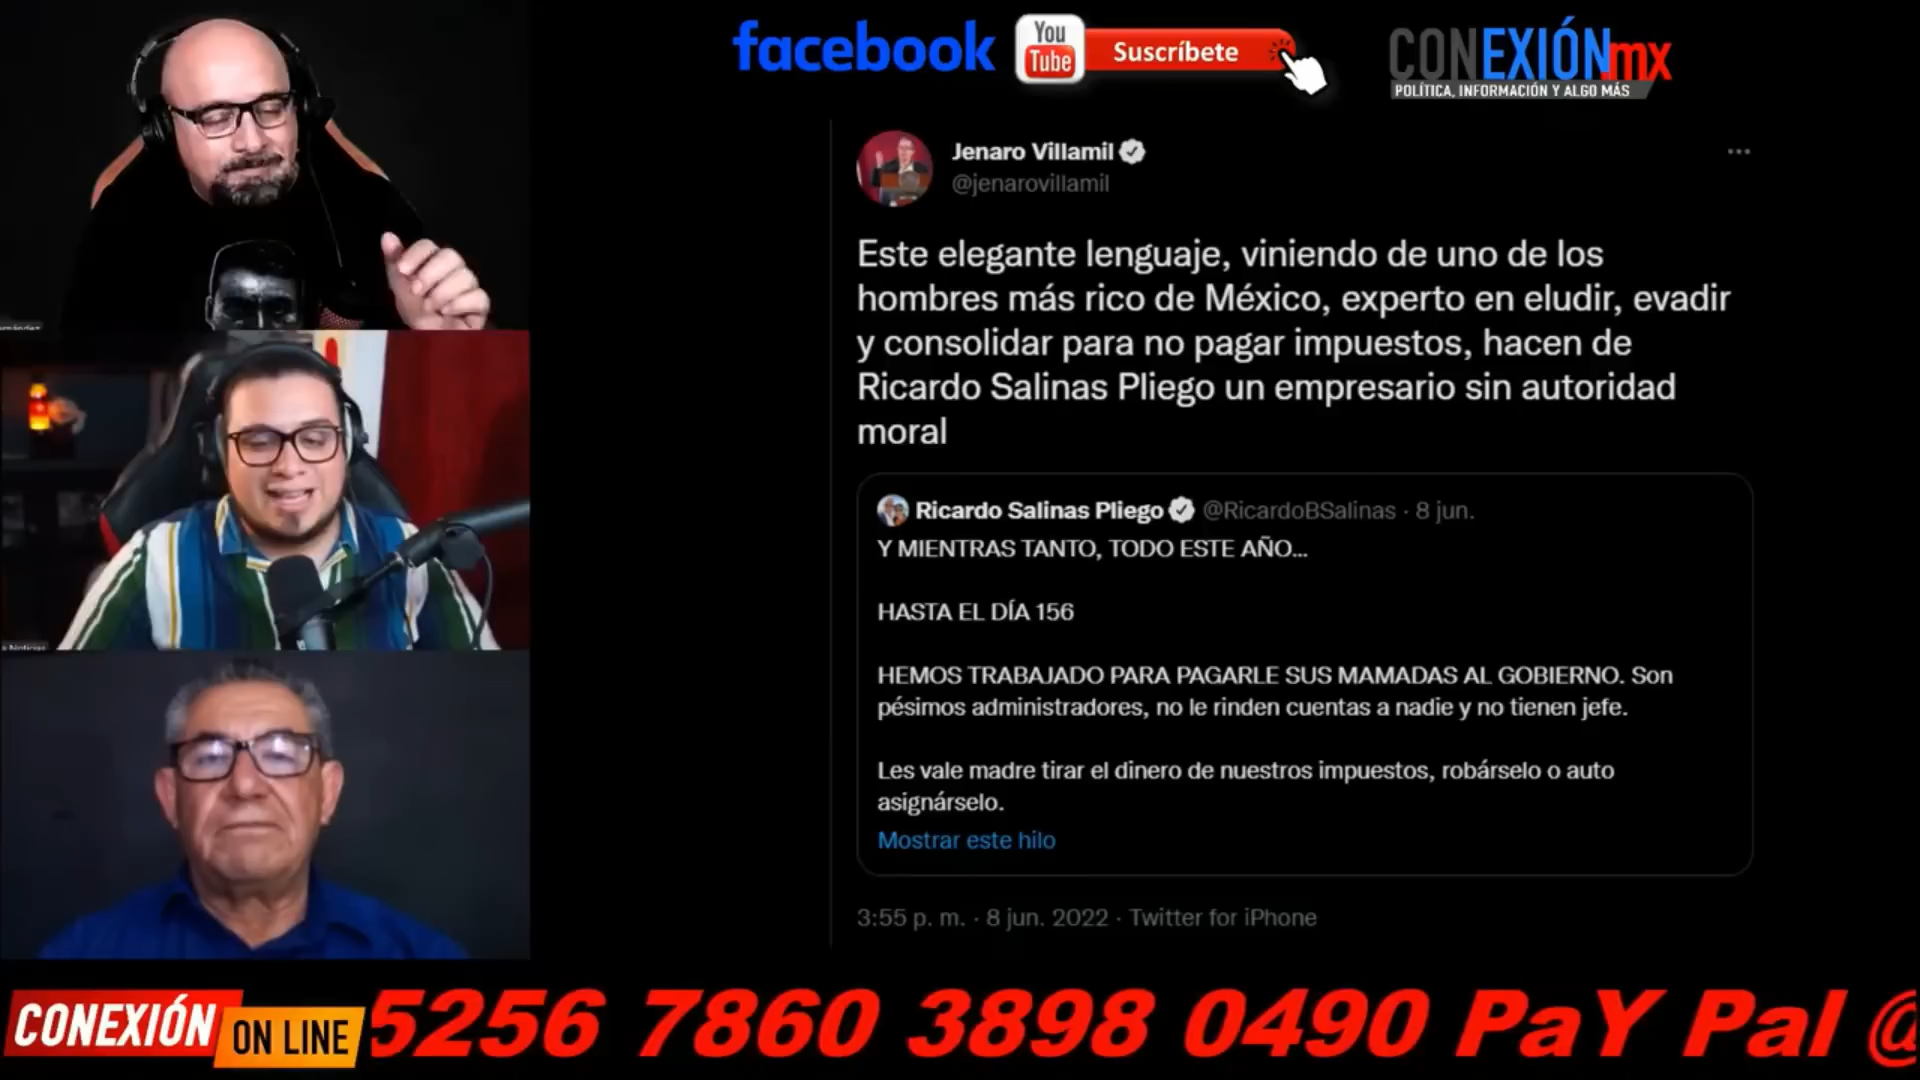 facebook
You
Tube
Suscríbete
CONEXIÓN.mx
POLÍTICA, INFORMACIÓN Y ALGO MÁS
Jenaro Villamil
@jenarovillamil
Este elegante lenguaje, viniendo de uno de los
hombres más rico de México, experto en eludir, evadir
y consolidar para no pagar impuestos, hacen de
Ricardo Salinas Pliego un empresario sin autoridad
moral
Ricardo Salinas Pliego @RicardoBSalinas · 8 jun.
Y MIENTRAS TANTO, TODO ESTE AÑO...
HASTA EL DÍA 156
HEMOS TRABAJADO PARA PAGARLE SUS MAMADAS AL GOBIERNO. Son
pésimos administradores, no le rinden cuentas a nadie y no tienen jefe.
Les vale madre tirar el dinero de nuestros impuestos, robárselo o auto
asignárselo.
Mostrar este hilo
3:55 p. m. · 8 jun. 2022 · Twitter for iPhone
CONEXIÓN
ON LINE
5256 7860 3898 0490 PaY Pal @